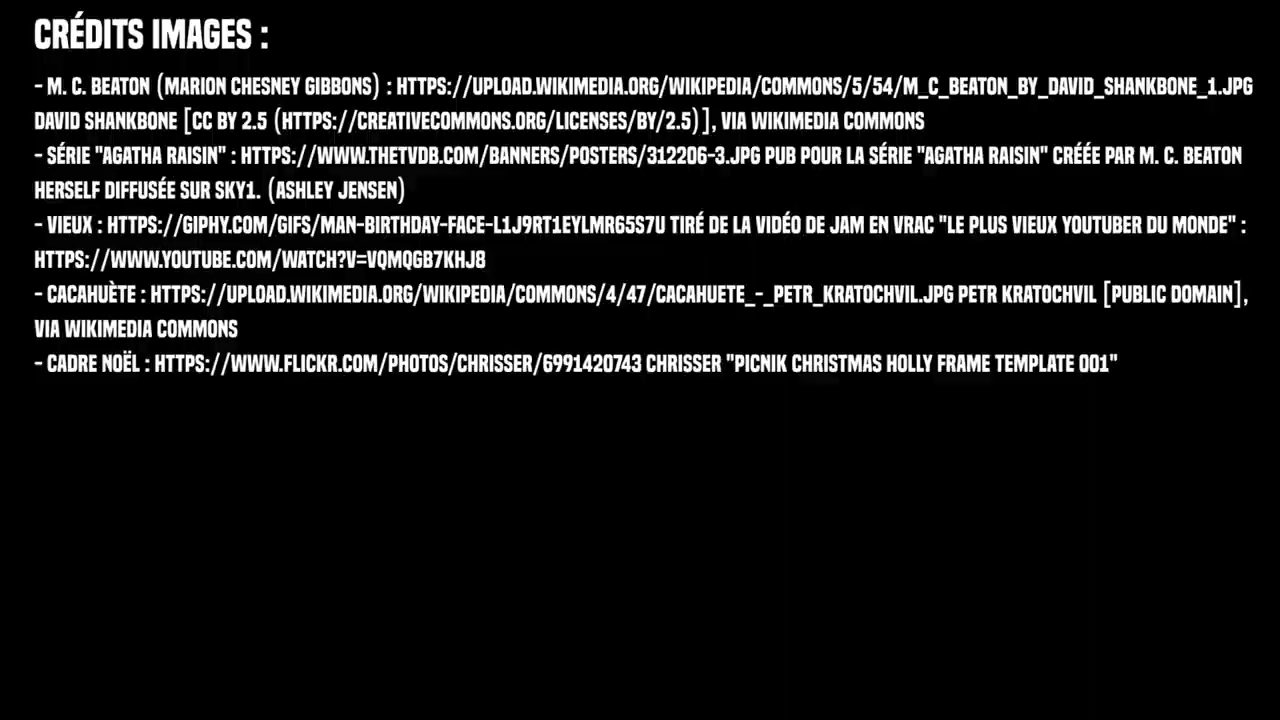 CRÉDITS IMAGES :
- M. C. BEATON (MARION CHESNEY GIBBONS) : HTTPS://UPLOAD.WIKIMEDIA.ORG/WIKIPEDIA/COMMONS/5/54/M_C_BEATON_BY_DAVID_SHANKBONE_1.JPG
DAVID SHANKBONE [CC BY 2.5 (HTTPS://CREATIVECOMMONS.ORG/LICENSES/BY/2.5)], VIA WIKIMEDIA COMMONS
- SÉRIE "AGATHA RAISIN" : HTTPS://WWW.THETVDB.COM/BANNERS/POSTERS/312206-3.JPG PUB POUR LA SÉRIE "AGATHA RAISIN" CRÉÉE PAR M. C. BEATON
HERSELF DIFFUSÉE SUR SKY1. (ASHLEY JENSEN)
- VIEUX : HTTPS://GIPHY.COM/GIFS/MAN-BIRTHDAY-FACE-L1J9RT1EYLMR65S7U TIRÉ DE LA VIDÉO DE JAM EN VRAC "LE PLUS VIEUX YOUTUBER DU MONDE" :
HTTPS://WWW.YOUTUBE.COM/WATCH?V=VQMQGB7KHJ8
- CACAHUÈTE : HTTPS://UPLOAD.WIKIMEDIA.ORG/WIKIPEDIA/COMMONS/4/47/CACAHUETE_-_PETR_KRATOCHVIL.JPG PETR KRATOCHVIL [PUBLIC DOMAIN],
VIA WIKIMEDIA COMMONS
- CADRE NOËL : HTTPS://WWW.FLICKR.COM/PHOTOS/CHRISSER/6991420743 CHRISSER "PICNIK CHRISTMAS HOLLY FRAME TEMPLATE 001"